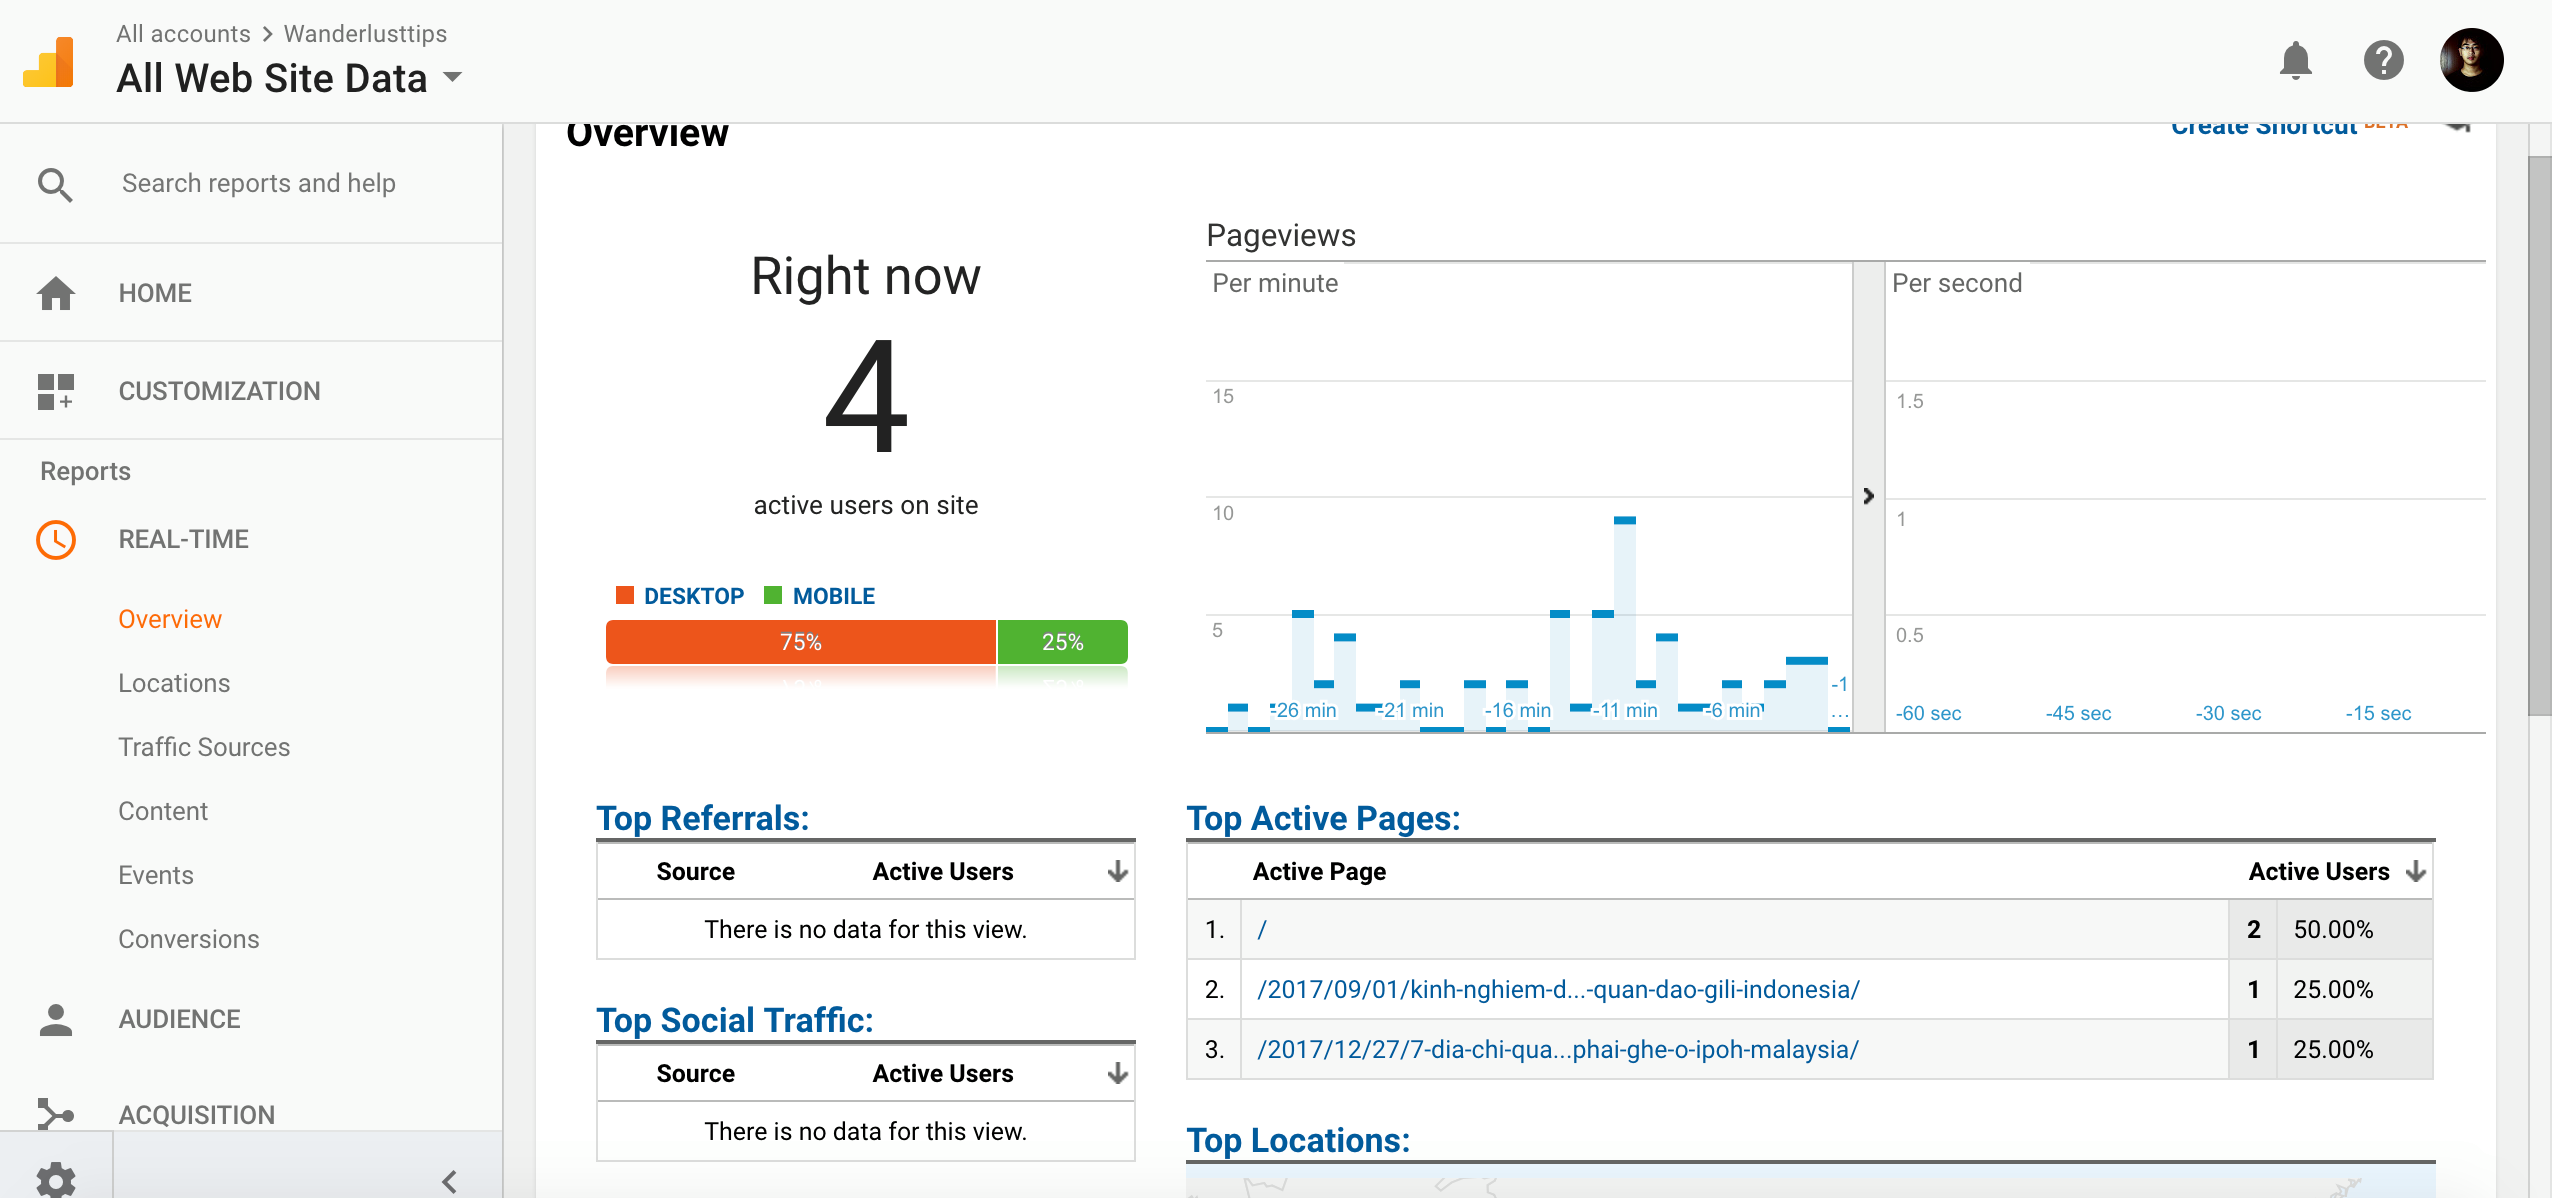 All accounts > Wanderlusttips
All Web Site Data
Search reports and help
HOME
CUSTOMIZATION
Reports
REAL-TIME
Overview
Locations
Traffic Sources
Content
Events
Conversions
AUDIENCE
ACQUISITION
Overview
Create Shortcut BETA
Right now
4
active users on site
DESKTOP MOBILE
75% 25%
Pageviews
Per minute
15
10
5
-26 min -21 min -16 min -11 min -6 min -1
...
Per second
1.5
1
0.5
-60 sec -45 sec -30 sec -15 sec
Top Referrals:
Source Active Users
There is no data for this view.
Top Social Traffic:
Source Active Users
There is no data for this view.
Top Active Pages:
Active Page Active Users
1. / 2 50.00%
2. /2017/09/01/kinh-nghiem-d...-quan-dao-gili-indonesia/ 1 25.00%
3. /2017/12/27/7-dia-chi-qua...phai-ghe-o-ipoh-malaysia/ 1 25.00%
Top Locations: